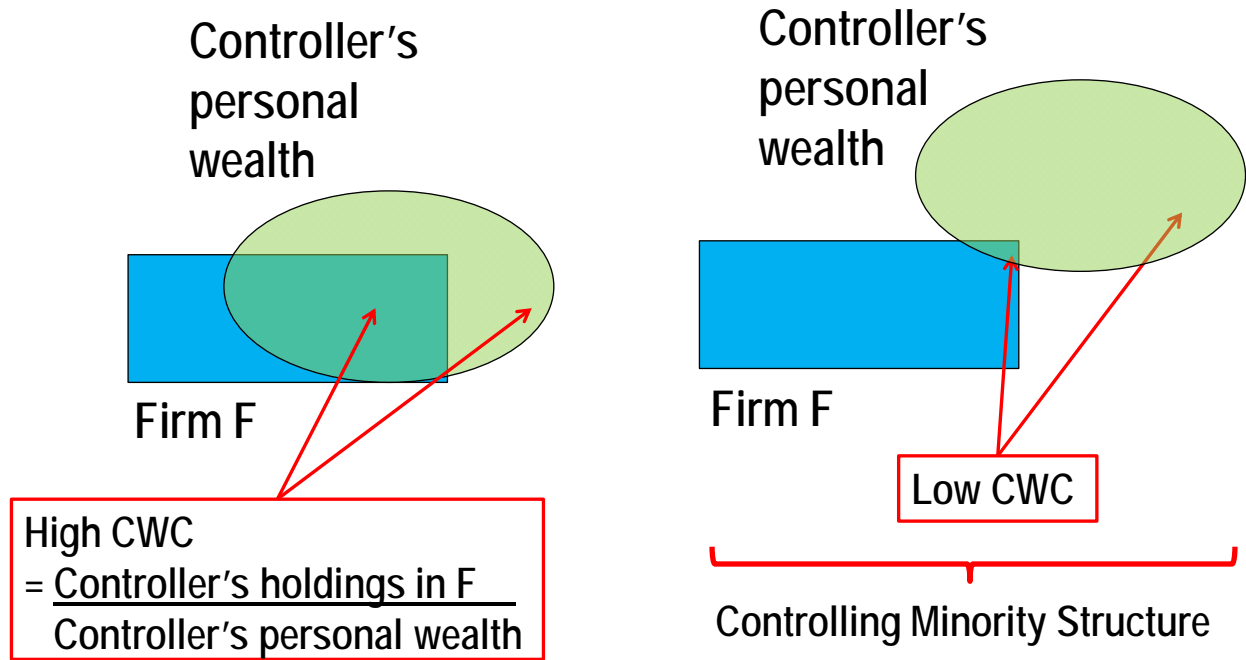 Controller's
personal
wealth
Firm F
High CWC
= Controller's holdings in F
Controller's personal wealth
Controller's
personal
wealth
Firm F
Low CWC
Controlling Minority Structure